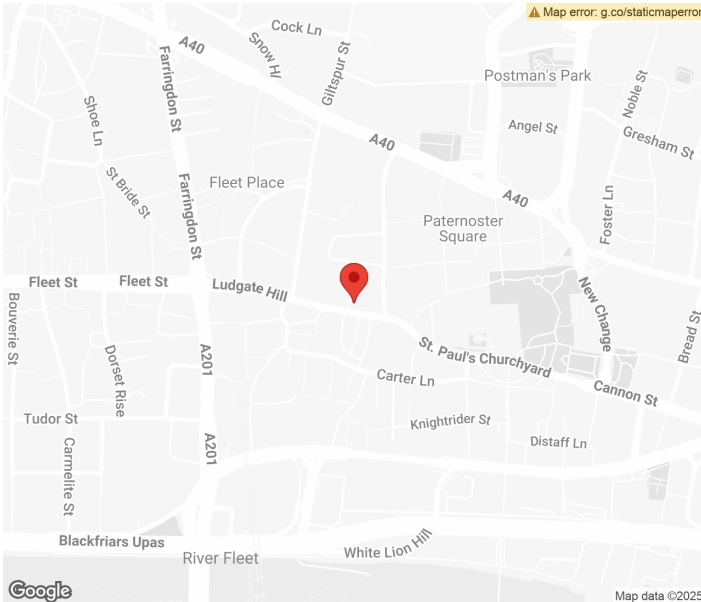 Map error: g.co/staticmaperror
Cock Ln
A40
Snow Hl
Giltspur St
Farringdon St
Postman's Park
Noble St
Shoe Ln
Angel St
Gresham St
A40
St Bride St
Fleet Place
Farringdon St
A40
Foster Ln
Paternoster
Square
Fleet St
Fleet St
Ludgate Hill
New Change
Bouverie St
Bread St
St. Paul's Churchyard
A201
Dorset Rise
Carter Ln
Cannon St
Tudor St
Knightrider St
Distaff Ln
A201
Carmelite St
Blackfriars Upas
White Lion Hill
River Fleet
Google
Map data ©2025